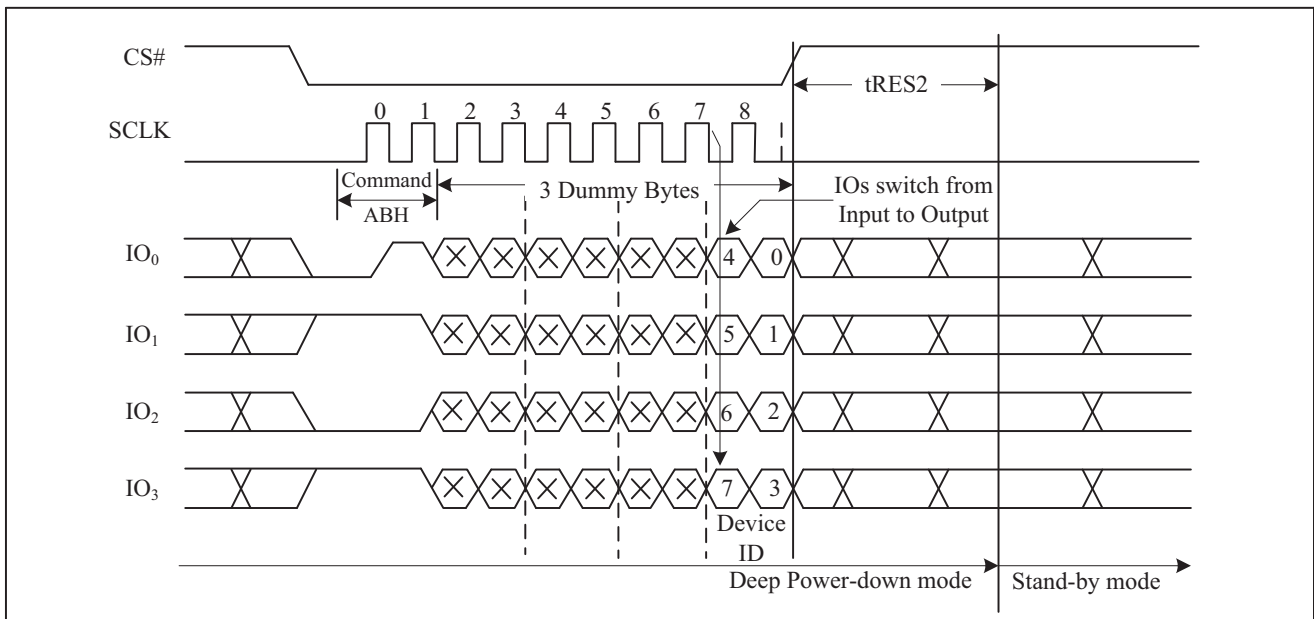 CS#
tRES2
0 1 2 3 4 5 6 7 8
SCLK
Command
ABH
3 Dummy Bytes
IOs switch from
Input to Output
IO₀ 4 0
IO₁ 5 1
IO₂ 6 2
IO₃ 7 3
Device
ID
Deep Power-down mode
Stand-by mode